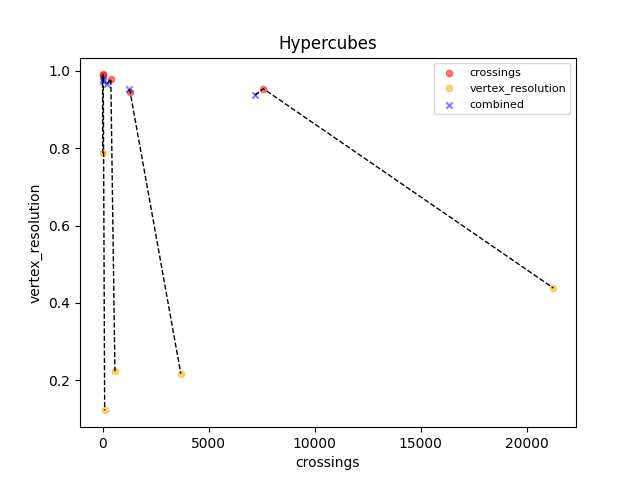 Hypercubes
crossings
vertex_resolution
combined
1.0
0.8
0.6
0.4
0.2
vertex_resolution
0 5000 10000 15000 20000
crossings